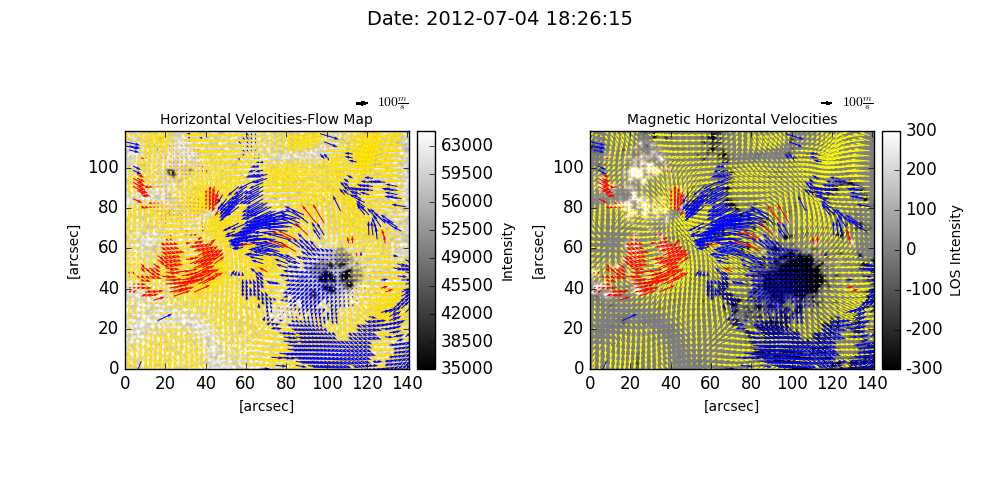 Date: 2012-07-04 18:26:15
100 m/s
100 m/s
Horizontal Velocities-Flow Map
Magnetic Horizontal Velocities
[arcsec]
100
80
60
40
20
0
0 20 40 60 80 100 120 140
[arcsec]
63000
59500
56000
52500
49000
45500
42000
38500
35000
Intensity
[arcsec]
100
80
60
40
20
0
0 20 40 60 80 100 120 140
[arcsec]
300
200
100
0
-100
-200
-300
LOS Intensity